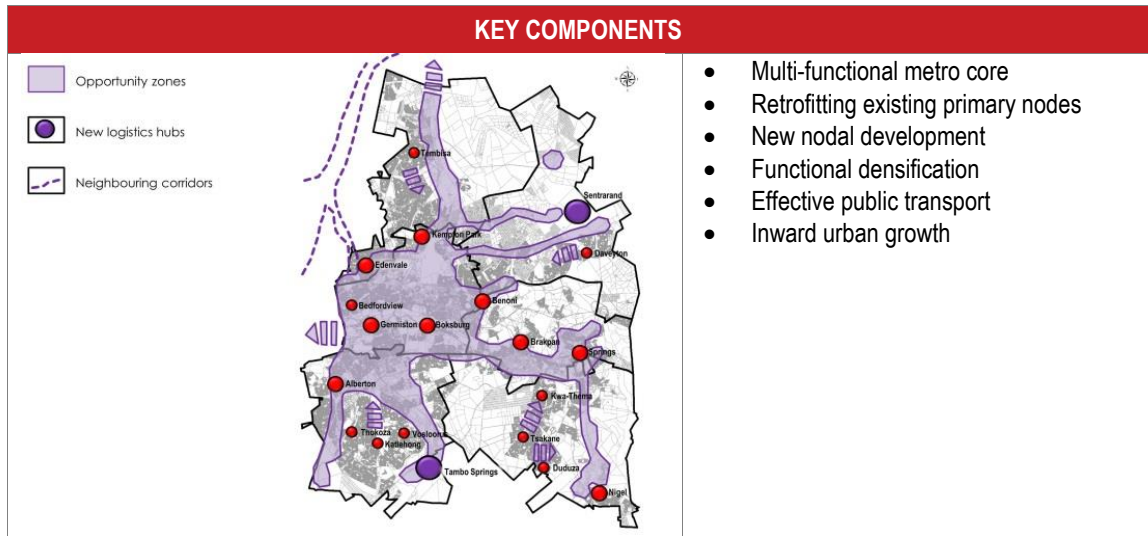 KEY COMPONENTS
Opportunity zones
New logistics hubs
Neighbouring corridors
Tembisa
Sentrarand
Kempton Park
Daveyton
Edenvale
Bedfordview
Benoni
Germiston
Boksburg
Brakpan
Springs
Alberton
Kwa-Thema
Thokoza
Vosloorus
Katlehong
Tsakane
Tambo Springs
Duduza
Nigel
• Multi-functional metro core
• Retrofitting existing primary nodes
• New nodal development
• Functional densification
• Effective public transport
• Inward urban growth